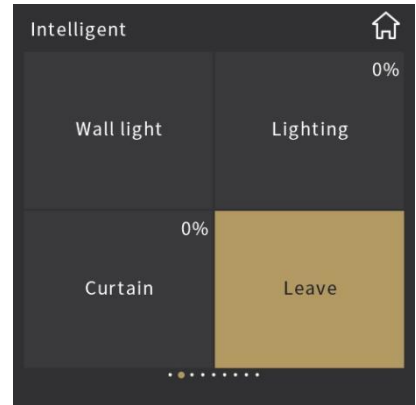 Intelligent
0%
Wall light
Lighting
0%
Curtain
Leave